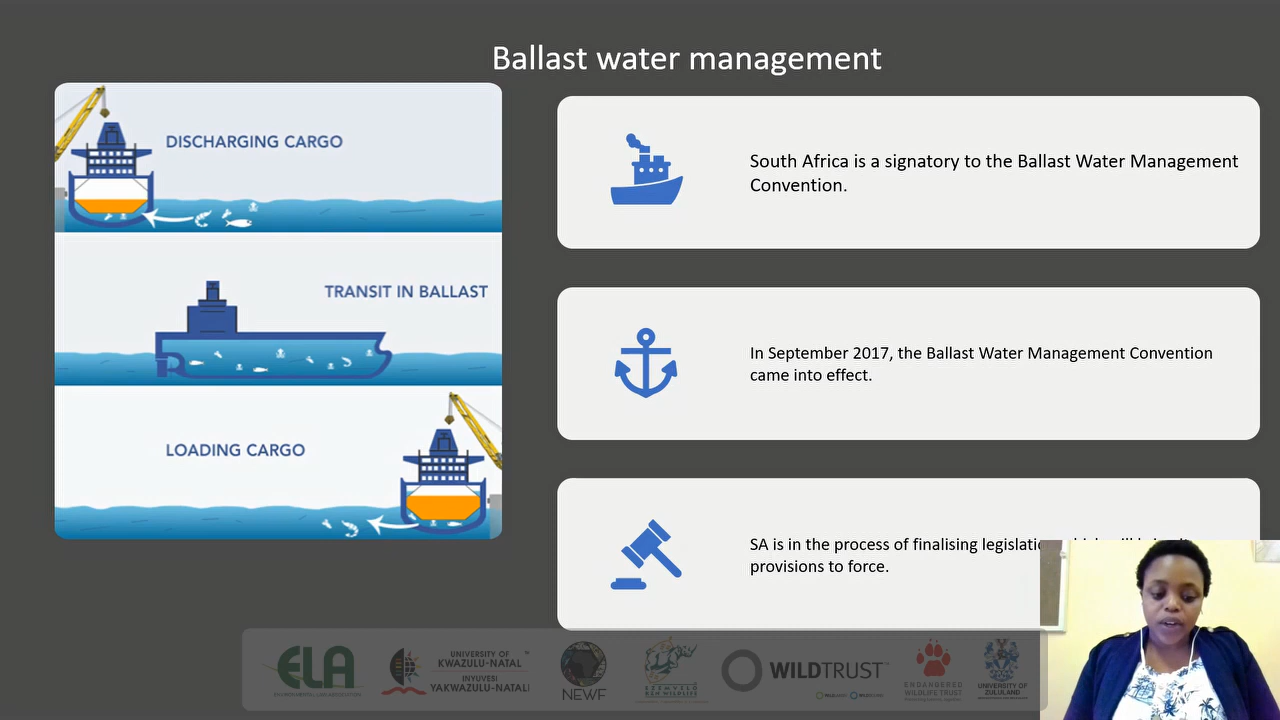 Ballast water management
DISCHARGING CARGO
TRANSIT IN BALLAST
LOADING CARGO
South Africa is a signatory to the Ballast Water Management
Convention.
In September 2017, the Ballast Water Management Convention
came into effect.
SA is in the process of finalising
provisions to force.
ELA
UNIVERSITY OF
KWAZULU-NATAL
INYUVESI
YAKWAZULU-NATALI
NEWF
WILDTRUST
ENDANGERED
WILDLIFE TRUST
UNIVERSITY OF
ZULULAND